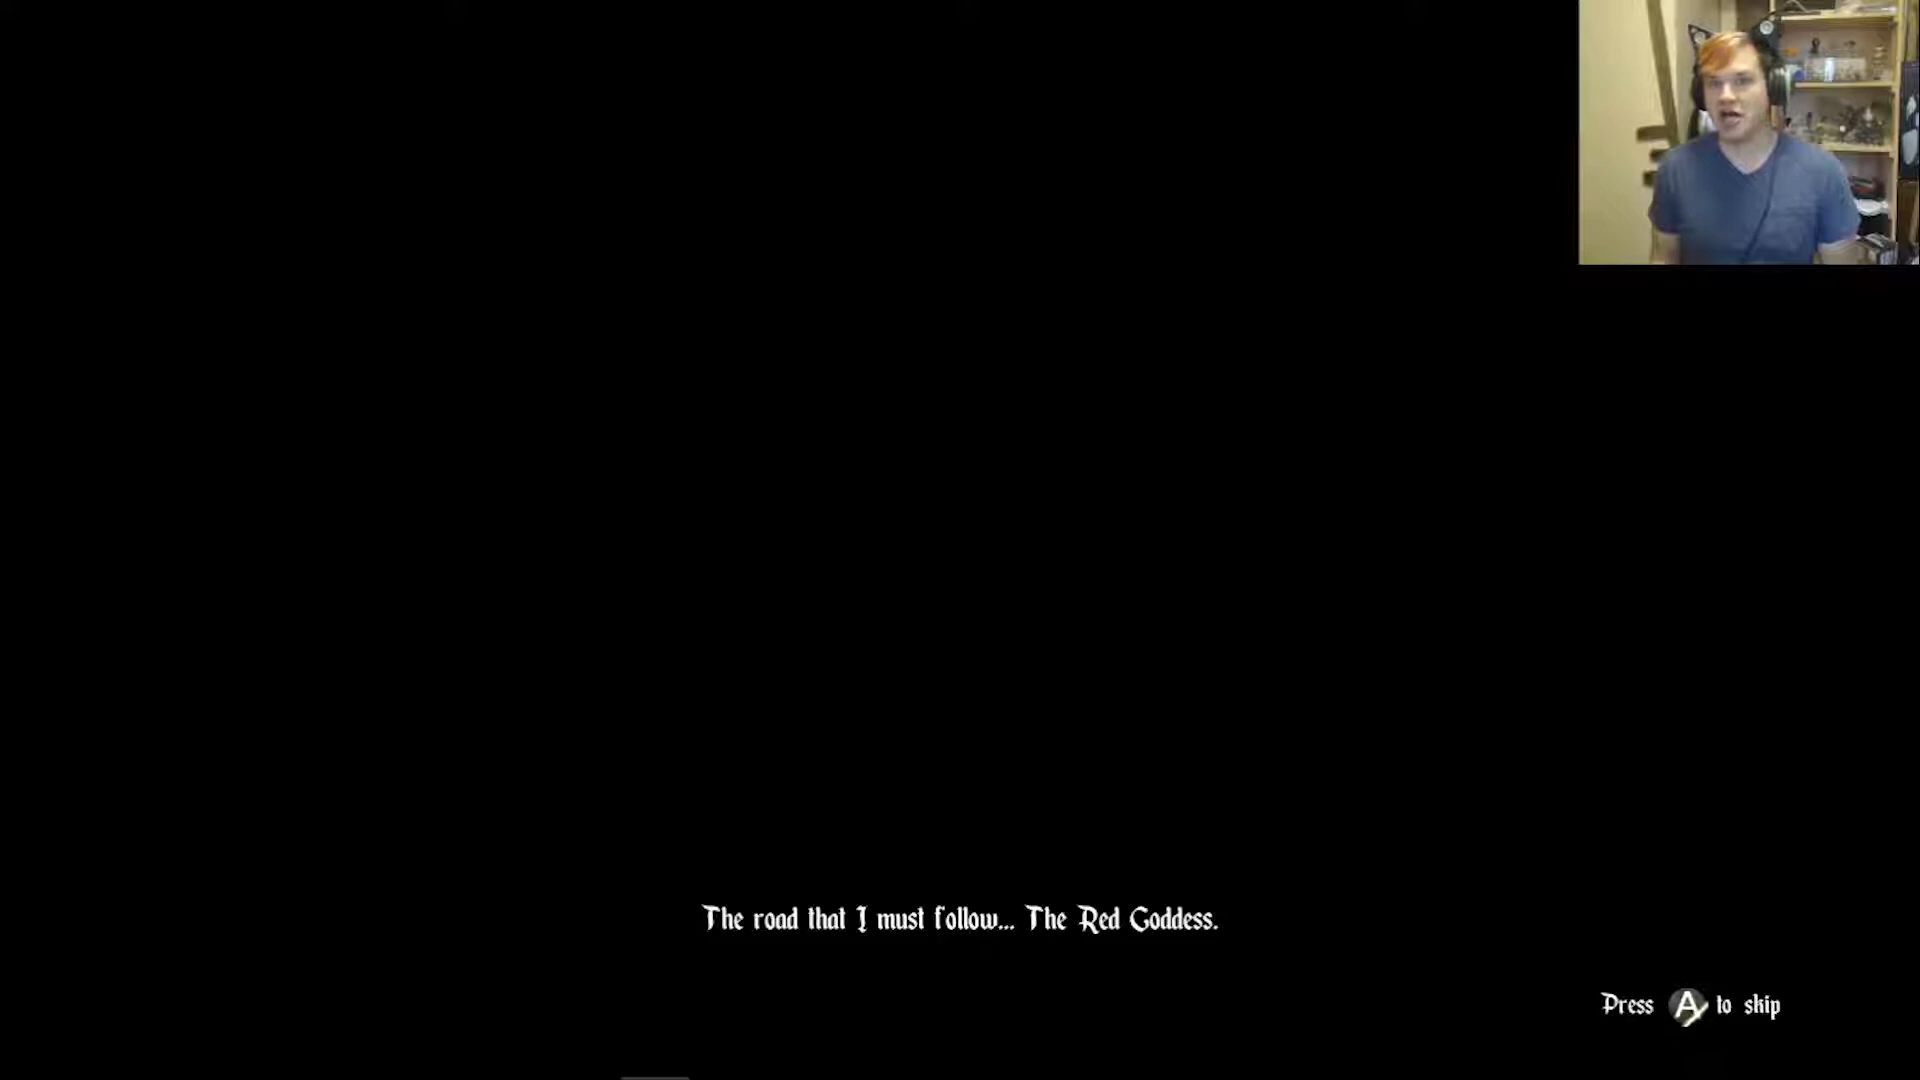 The road that I must follow... The Red Goddess.
Press A to skip